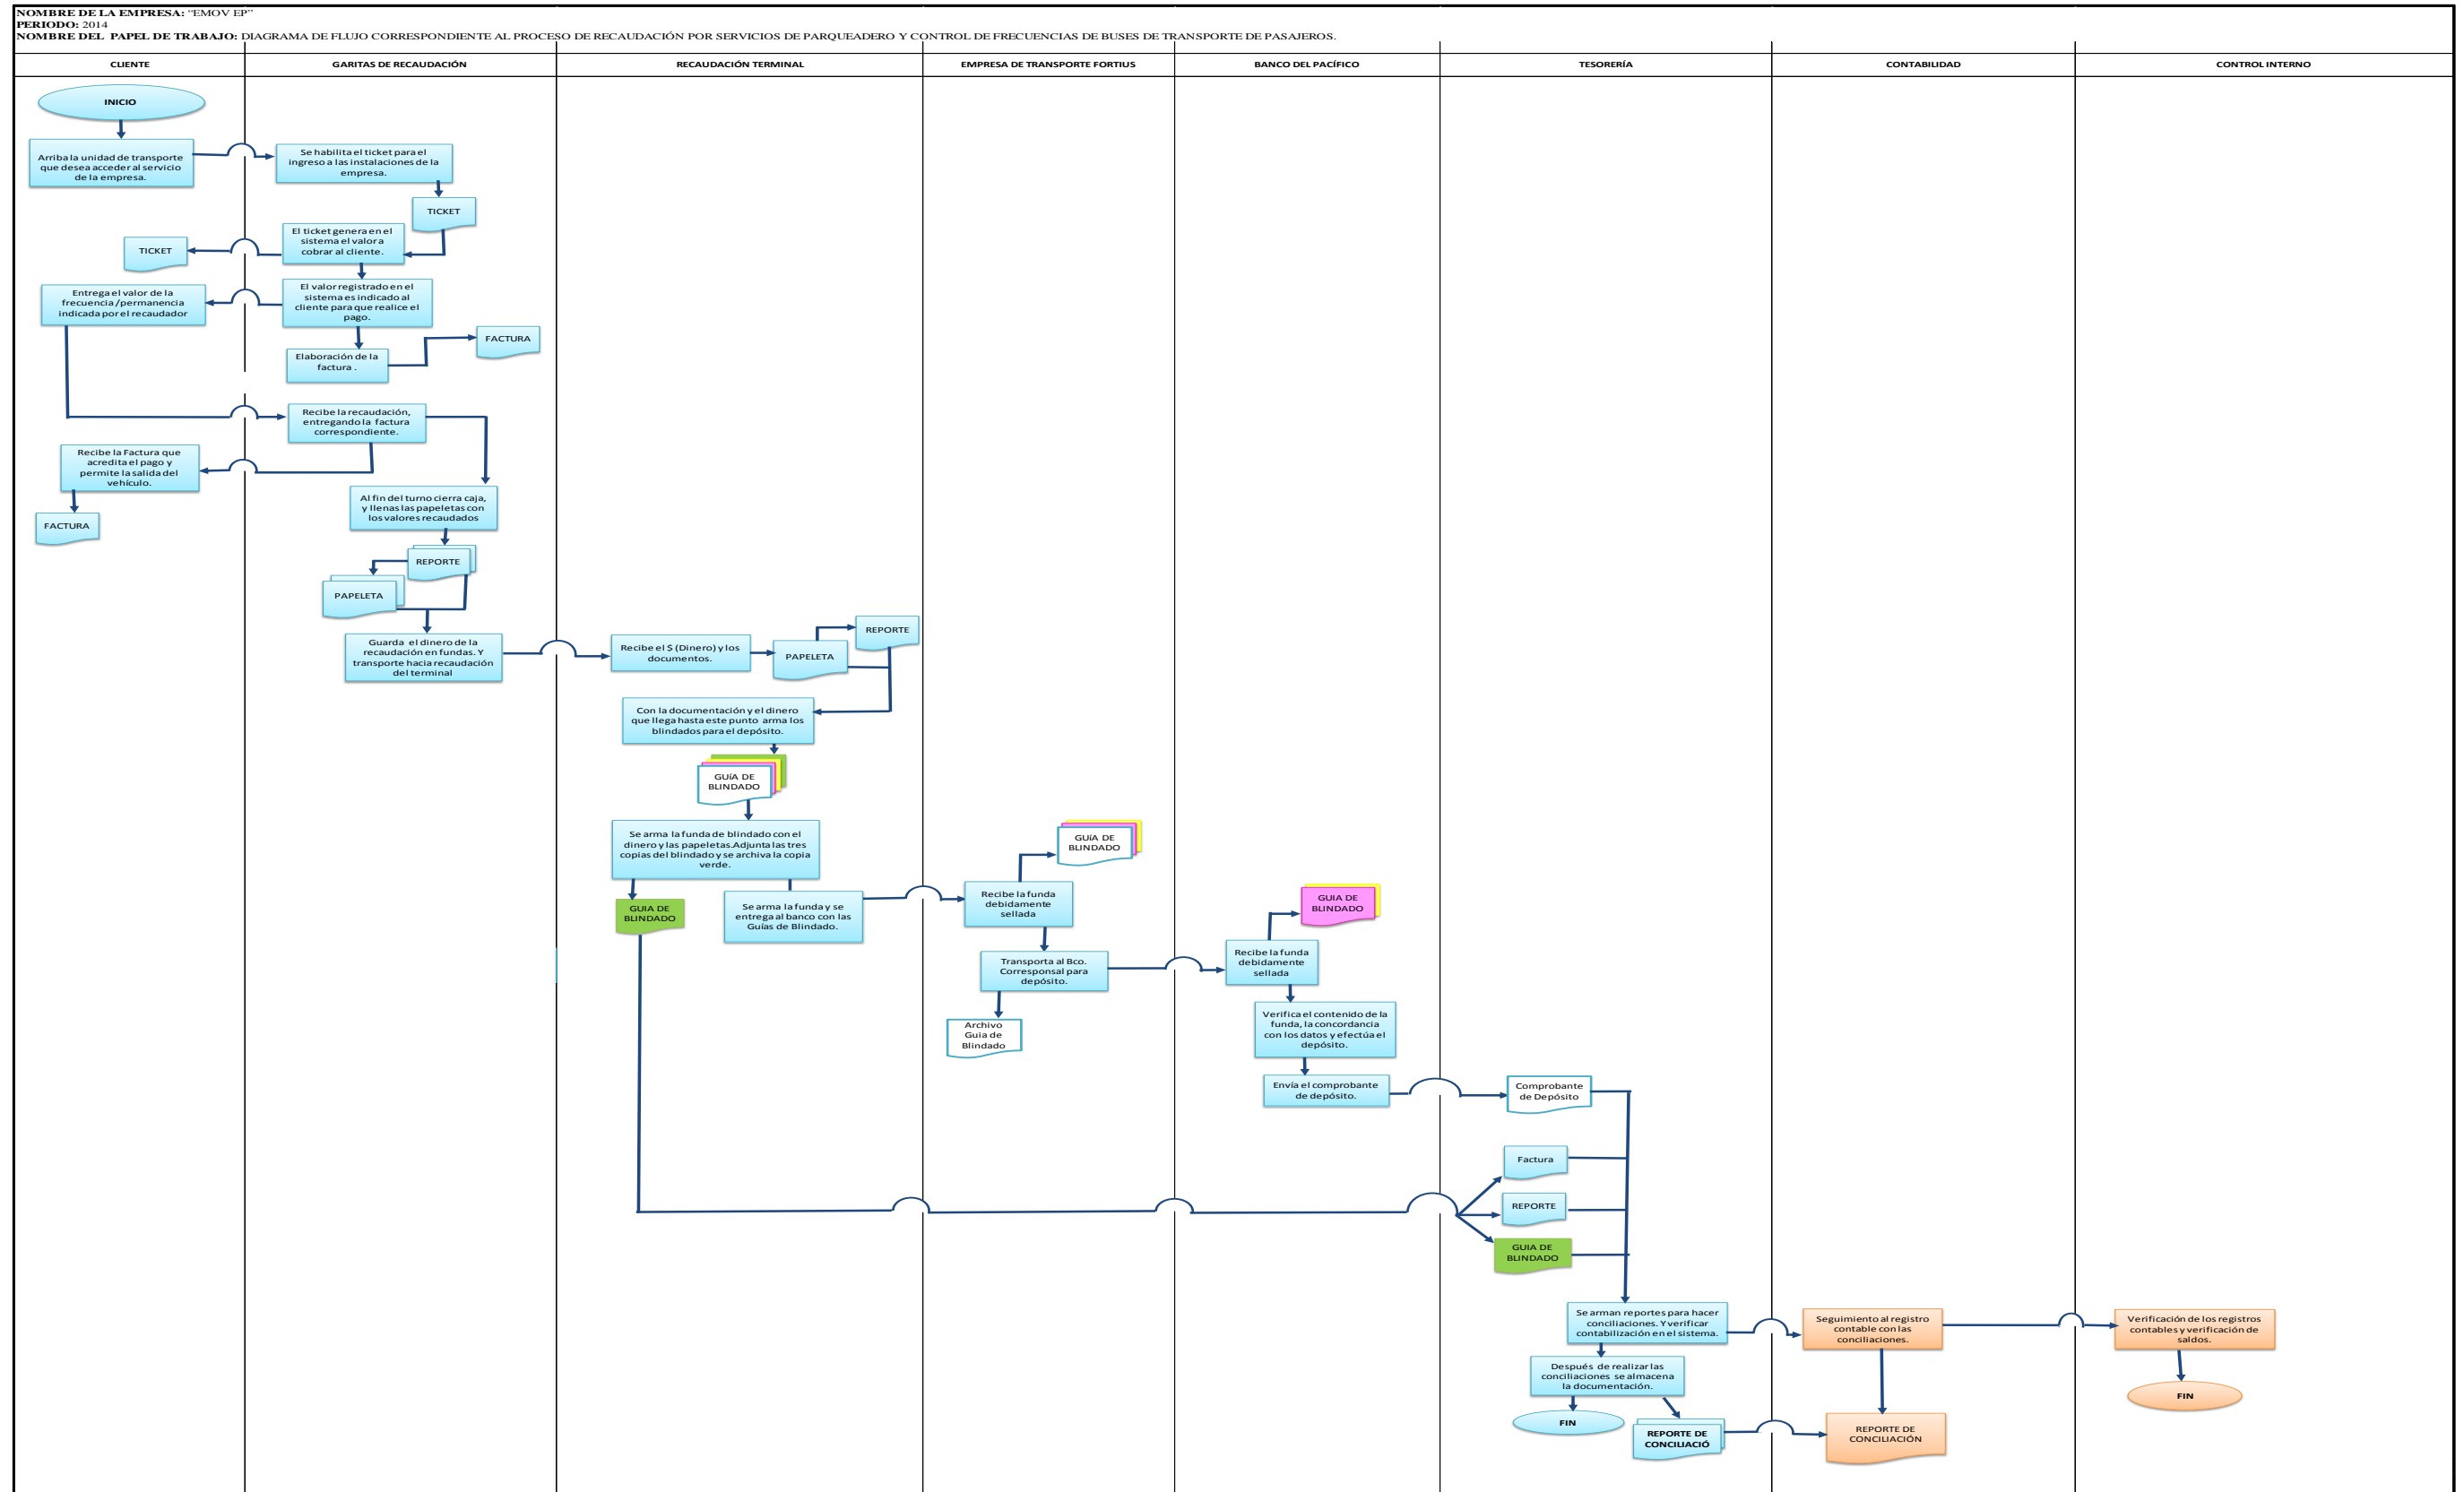 NOMBRE DE LA EMPRESA: “EMOV EP”
PERIODO: 2014
NOMBRE DEL PAPEL DE TRABAJO: DIAGRAMA DE FLUJO CORRESPONDIENTE AL PROCESO DE RECAUDACIÓN POR SERVICIOS DE PARQUEADERO Y CONTROL DE FRECUENCIAS DE BUSES DE TRANSPORTE DE PASAJEROS.
CLIENTE
GARITAS DE RECAUDACIÓN
RECAUDACIÓN TERMINAL
EMPRESA DE TRANSPORTE FORTIUS
BANCO DEL PACÍFICO
TESORERÍA
CONTABILIDAD
CONTROL INTERNO
INICIO
Arriba la unidad de transporte
que desea acceder al servicio
de la empresa.
Se habilita el ticket para el
ingreso a las instalaciones de la
empresa.
TICKET
El ticket genera en el
sistema el valor a
cobrar al cliente.
TICKET
El valor registrado en el
sistema es indicado al
cliente para que realice el
pago.
Entrega el valor de la
frecuencia/permanencia
indicada por el recaudador
FACTURA
Elaboración de la
factura .
Recibe la recaudación,
entregando la factura
correspondiente.
Recibe la Factura que
acredita el pago y
permite la salida del
vehículo.
FACTURA
Al fin del turno cierra caja,
y llenas las papeletas con
los valores recaudados
REPORTE
PAPELETA
Guarda el dinero de la
recaudación en fundas. Y
transporte hacia recaudación
del terminal
Recibe el $ (Dinero) y los
documentos.
PAPELETA
REPORTE
Con la documentación y el dinero
que llega hasta este punto arma los
blindados para el depósito.
GUíA DE
BLINDADO
Se arma la funda de blindado con el
dinero y las papeletas.Adjunta las tres
copias del blindado y se archiva la copia
verde.
GUIA DE
BLINDADO
Se arma la funda y se
entrega al banco con las
Guías de Blindado.
GUíA DE
BLINDADO
Recibe la funda
debidamente
sellada
Transporta al Bco.
Corresponsal para
depósito.
Archivo
Guia de
Blindado
GUIA DE
BLINDADO
Recibe la funda
debidamente
sellada
Verifica el contenido de la
funda, la concordancia
con los datos y efectúa el
depósito.
Envía el comprobante
de depósito.
Comprobante
de Depósito
Factura
REPORTE
GUIA DE
BLINDADO
Se arman reportes para hacer
conciliaciones. Y verificar
contabilización en el sistema.
Seguimiento al registro
contable con las
conciliaciones.
Verificación de los registros
contables y verificación de
saldos.
Después de realizar las
conciliaciones se almacena
la documentación.
FIN
FIN
REPORTE DE
CONCILIACIÓ
REPORTE DE
CONCILIACIÓN